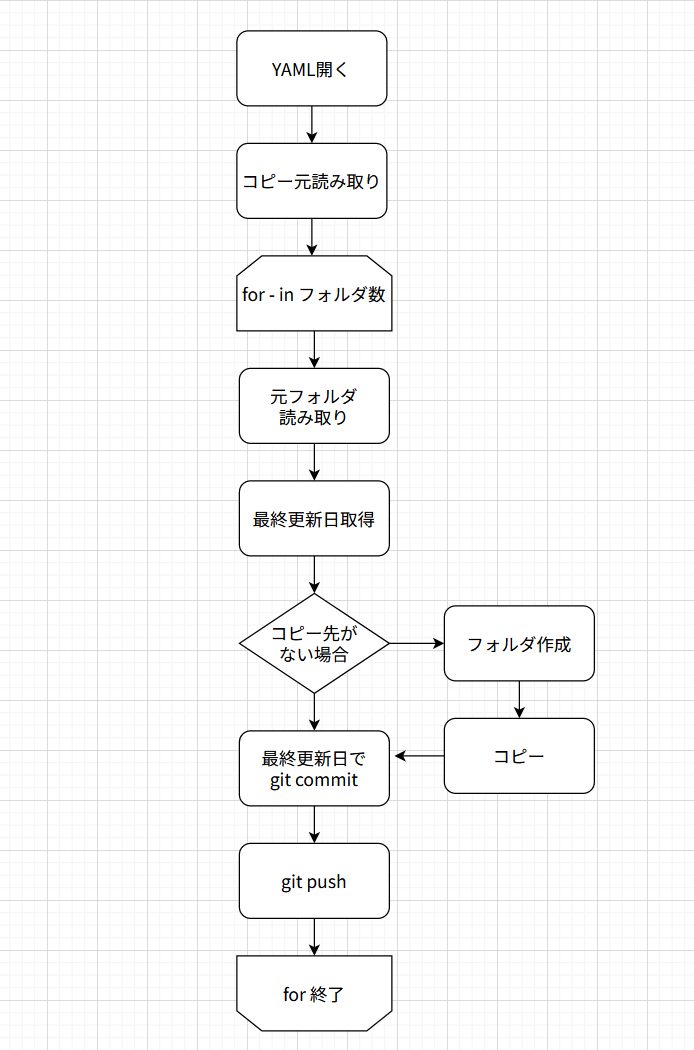 YAML開く
コピー元読み取り
for - in フォルダ数
元フォルダ
読み取り
最終更新日取得
コピー先が
ない場合
フォルダ作成
コピー
最終更新日で
git commit
git push
for 終了